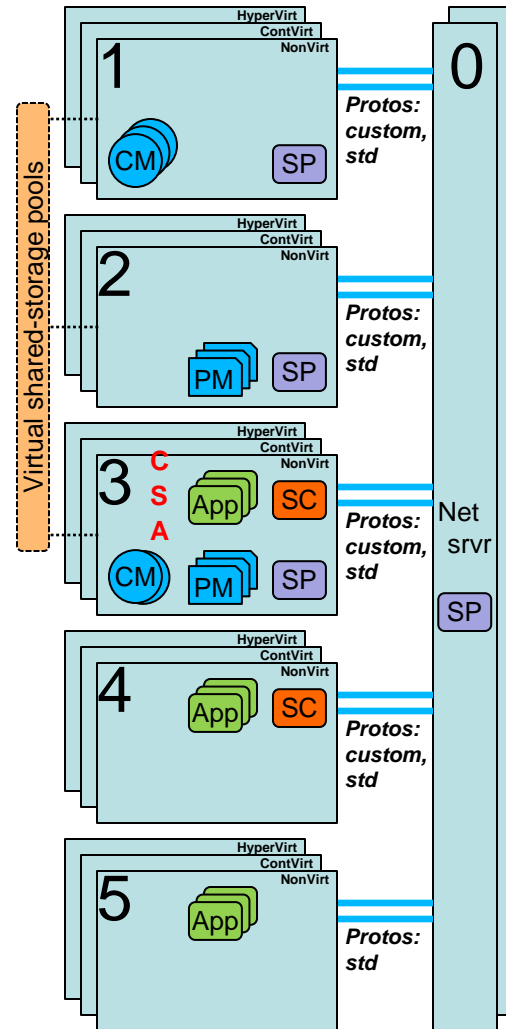 HyperVirt
ContVirt
NonVirt
1
CM
SP
Protos:
custom,
std
0
Virtual shared-storage pools
HyperVirt
ContVirt
NonVirt
2
PM
SP
Protos:
custom,
std
HyperVirt
ContVirt
NonVirt
3
C
S
A
App
SC
CM
PM
SP
Protos:
custom,
std
Net
srvr
SP
HyperVirt
ContVirt
NonVirt
4
App
SC
Protos:
custom,
std
HyperVirt
ContVirt
NonVirt
5
App
Protos:
std